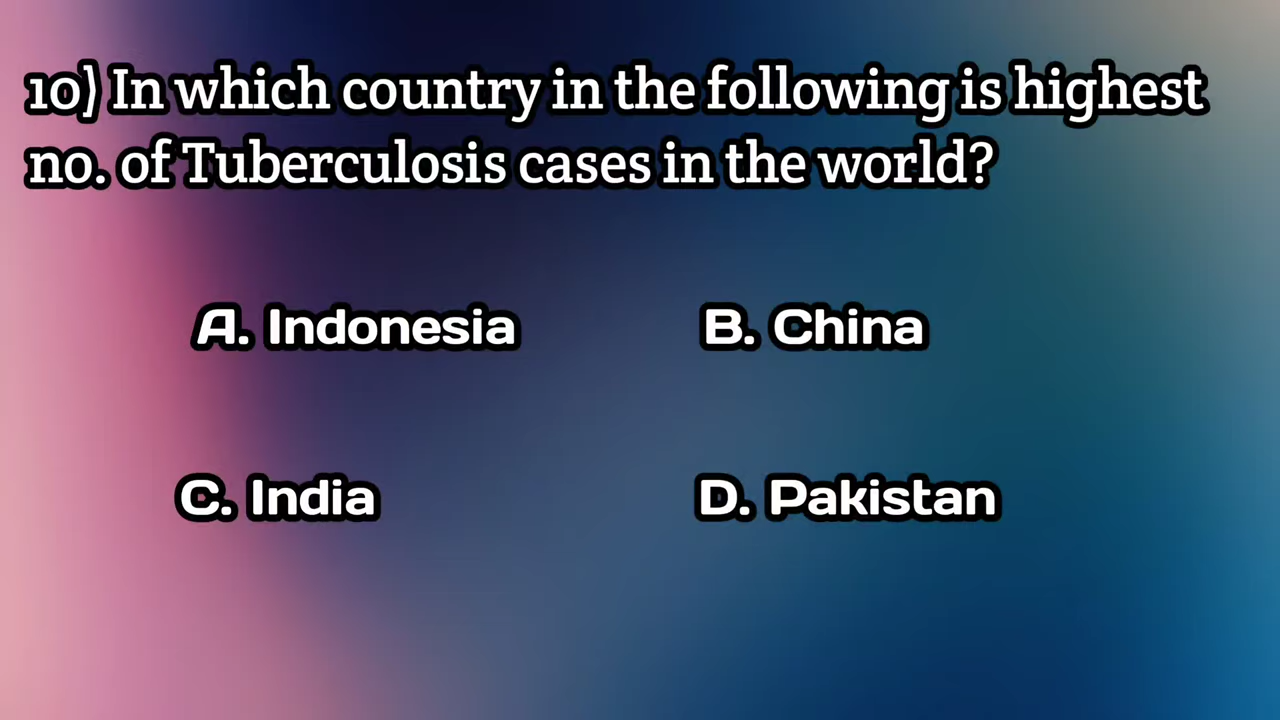 10) In which country in the following is highest
no. of Tuberculosis cases in the world?
A. Indonesia
B. China
C. India
D. Pakistan